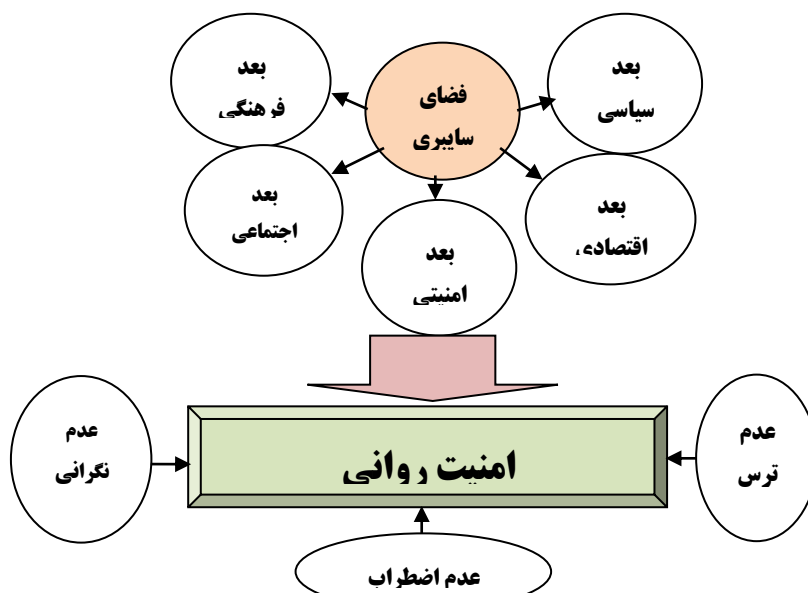 بعد
فرهنگی
فضای
سایبری
بعد
سیاسی
بعد
اجتماعی
بعد
اقتصادی
بعد
امنیتی
عدم
نگرانی
امنیت روانی
عدم
ترس
عدم اضطراب